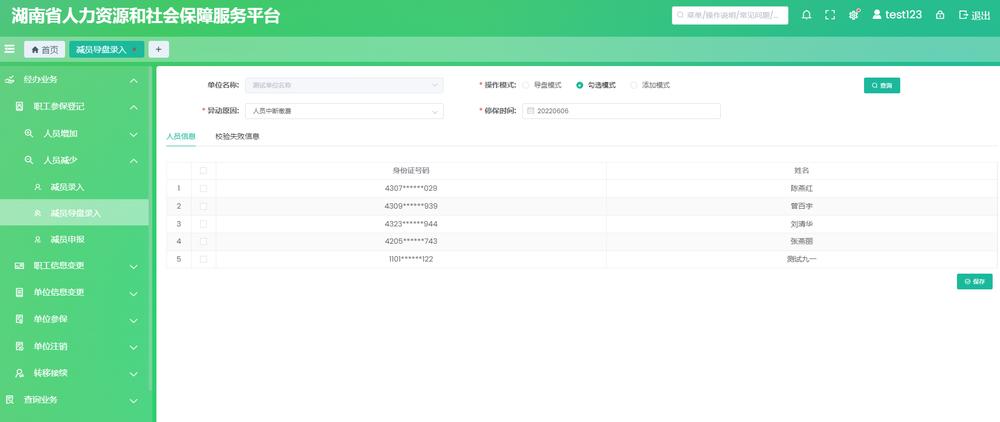 湖南省人力资源和社会保障服务平台
菜单/操作说明/常见问题/...
test123
退出
首页
减员导盘录入 ×
+
经办业务
职工参保登记
人员增加
人员减少
减员录入
减员导盘录入
减员申报
职工信息变更
单位信息变更
单位参保
单位注销
转移接续
查询业务
单位名称: 测试单位名称
* 操作模式: 导盘模式 勾选模式 添加模式
查询
* 异动原因: 人员中断缴费
* 停保时间: 20220606
人员信息 校验失败信息
身份证号码 姓名
1 4307******029 陈燕红
2 4309******939 曾百宇
3 4323******944 刘清华
4 4205******743 张燕丽
5 1101******122 测试九一
保存